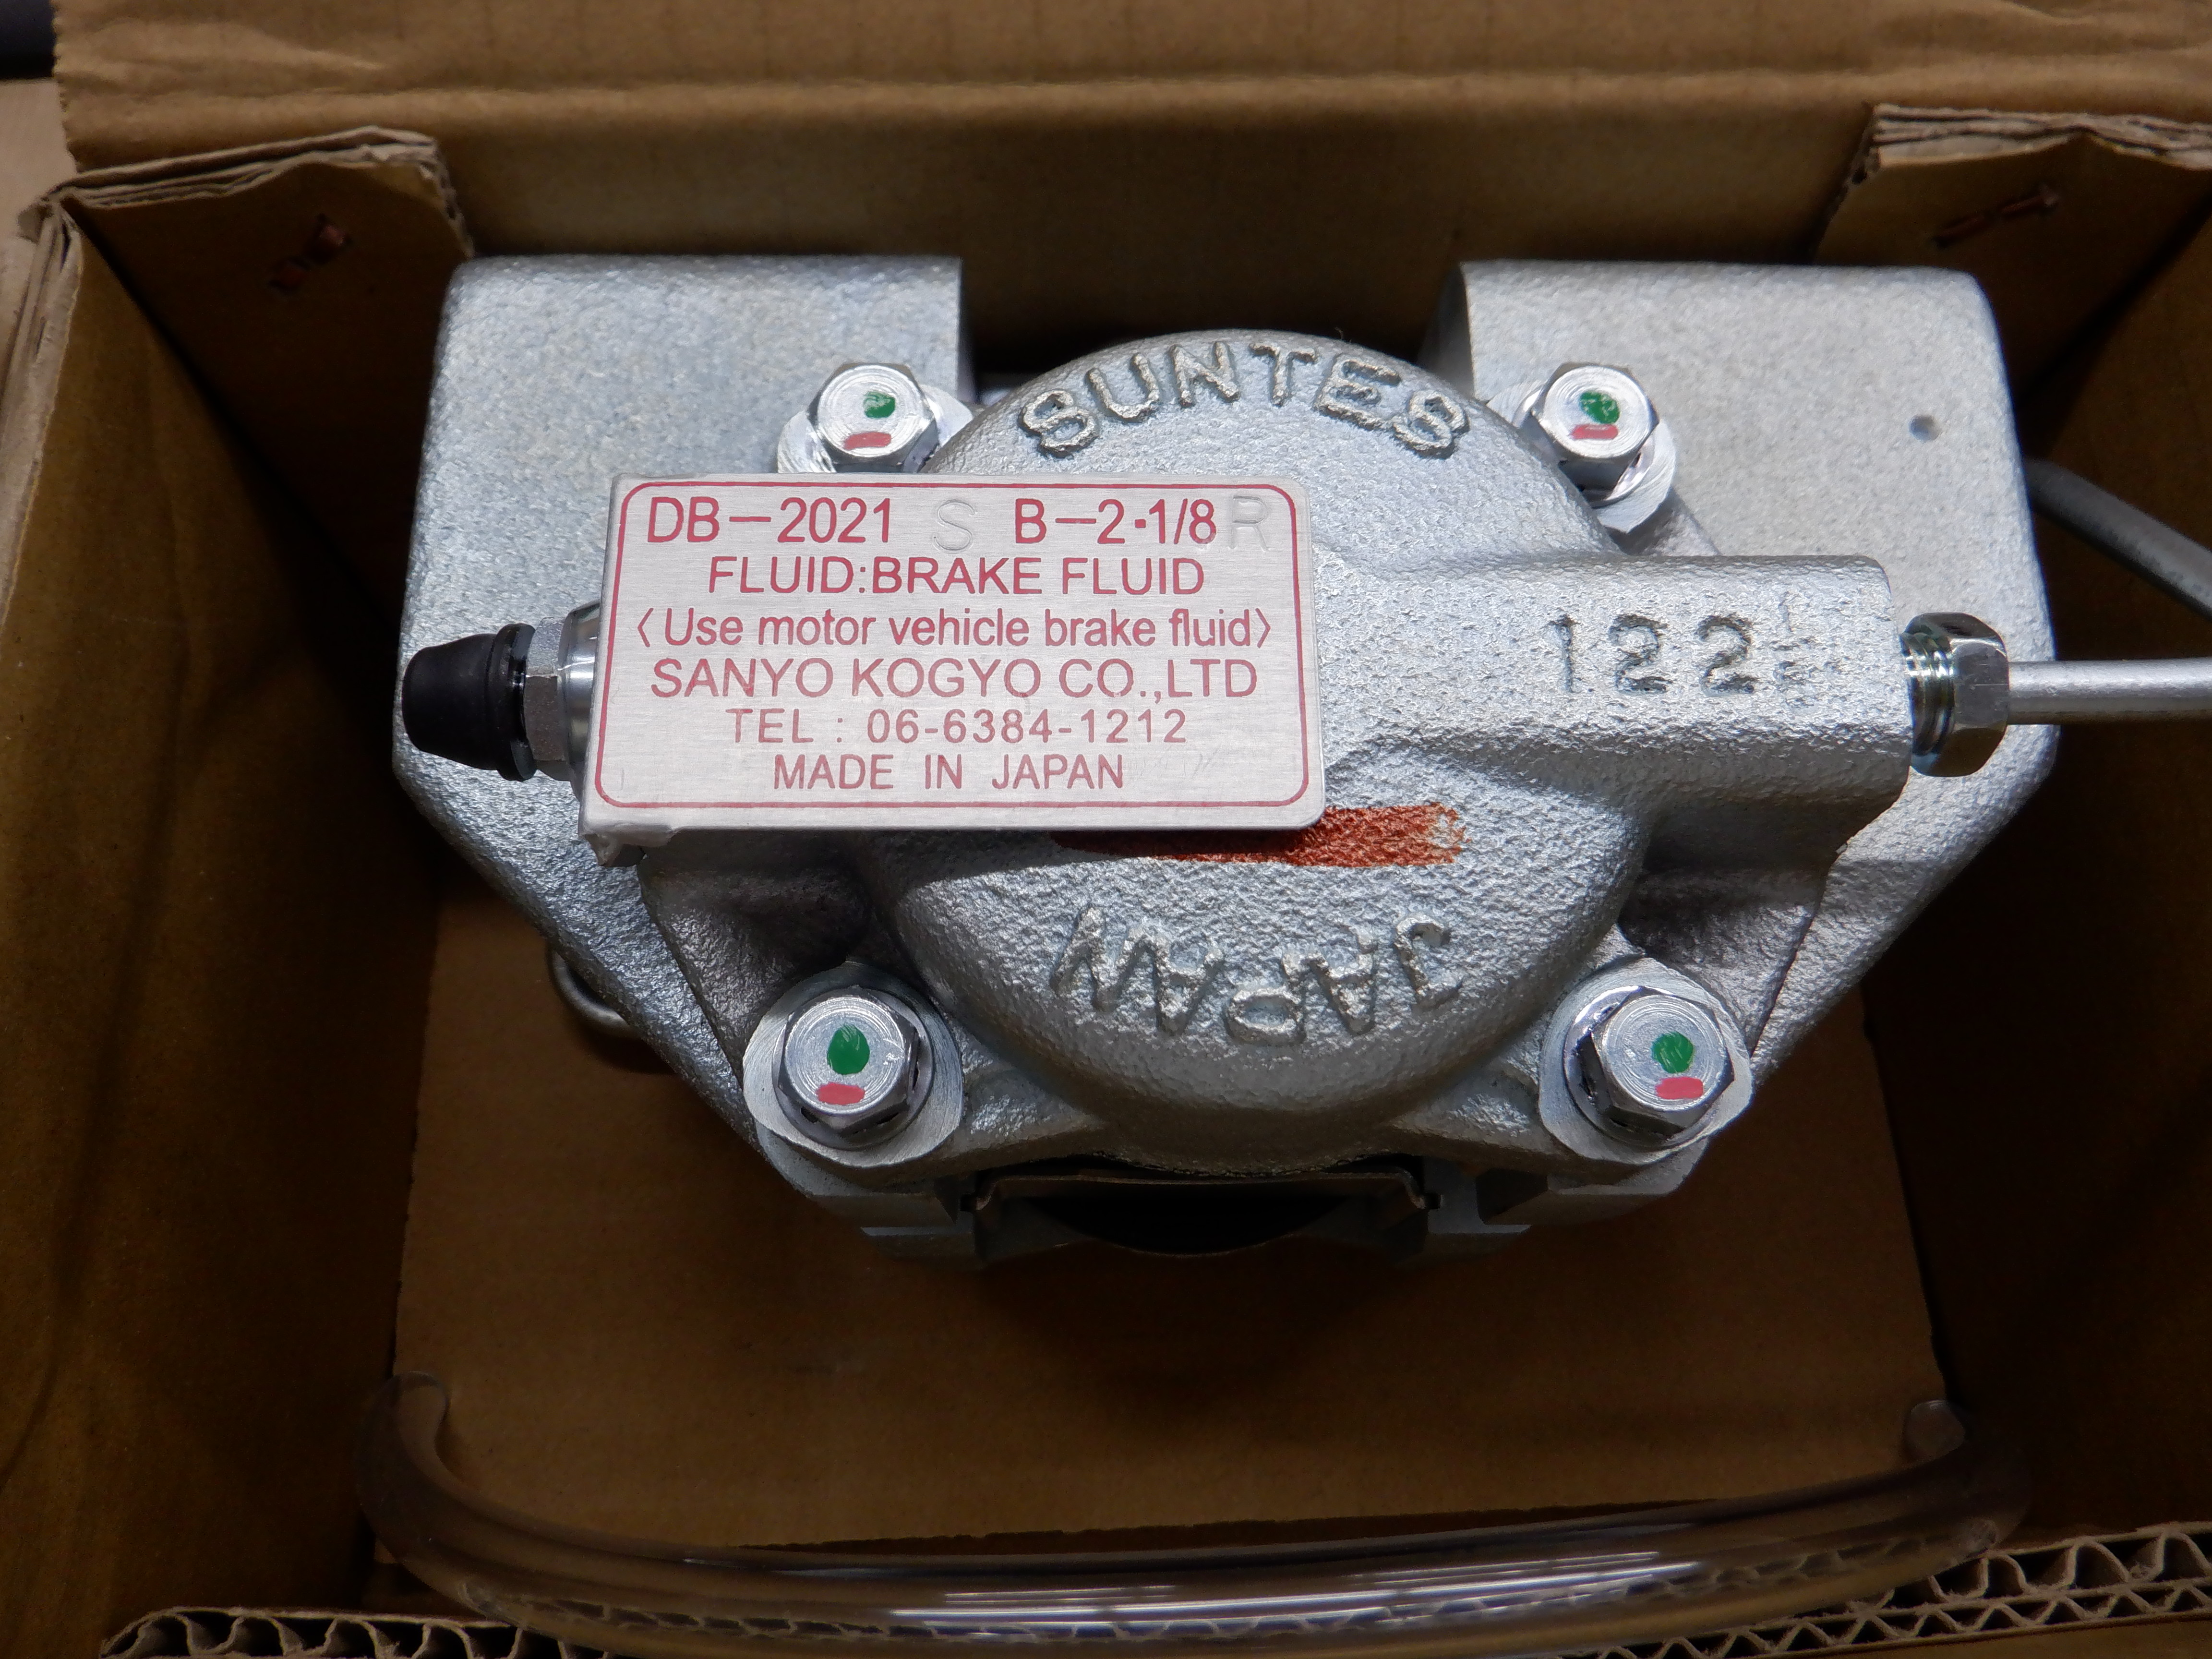 SUNTES
DB-2021 S B-2·1/8 R
FLUID:BRAKE FLUID
〈Use motor vehicle brake fluid〉
SANYO KOGYO CO.,LTD
TEL : 06-6384-1212
MADE IN JAPAN
122
JAPAN